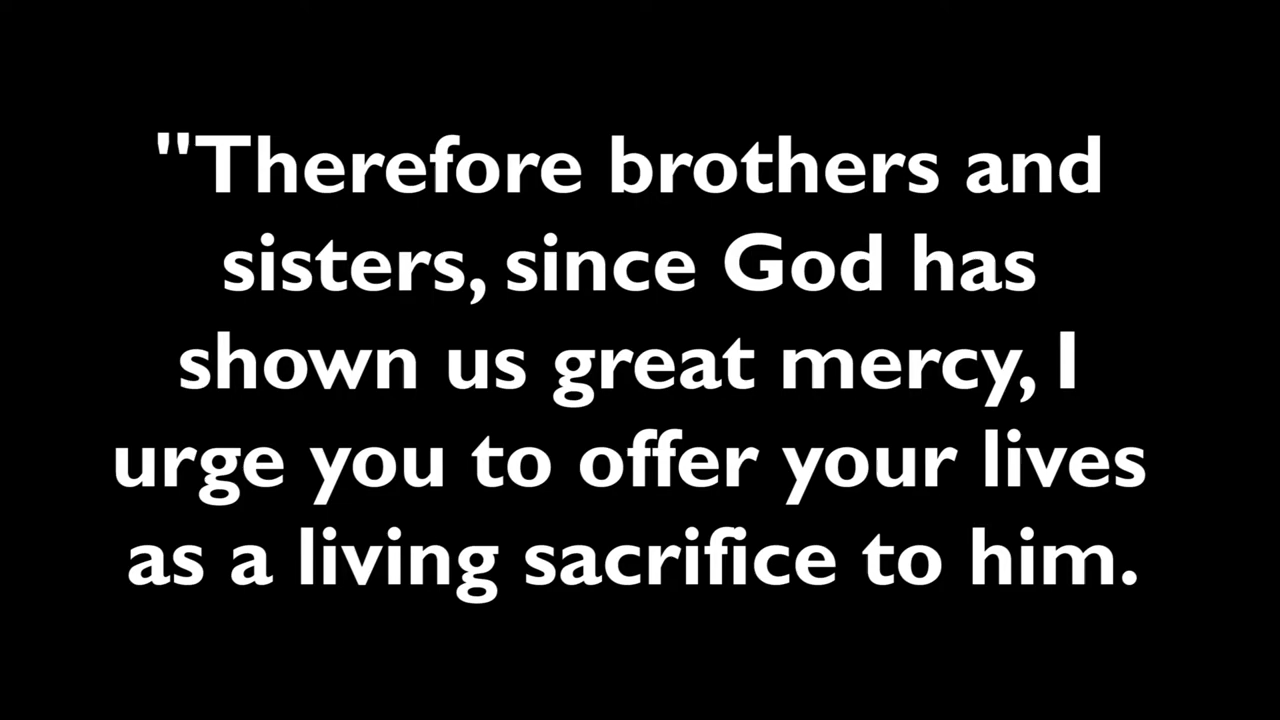 "Therefore brothers and
sisters, since God has
shown us great mercy, I
urge you to offer your lives
as a living sacrifice to him.